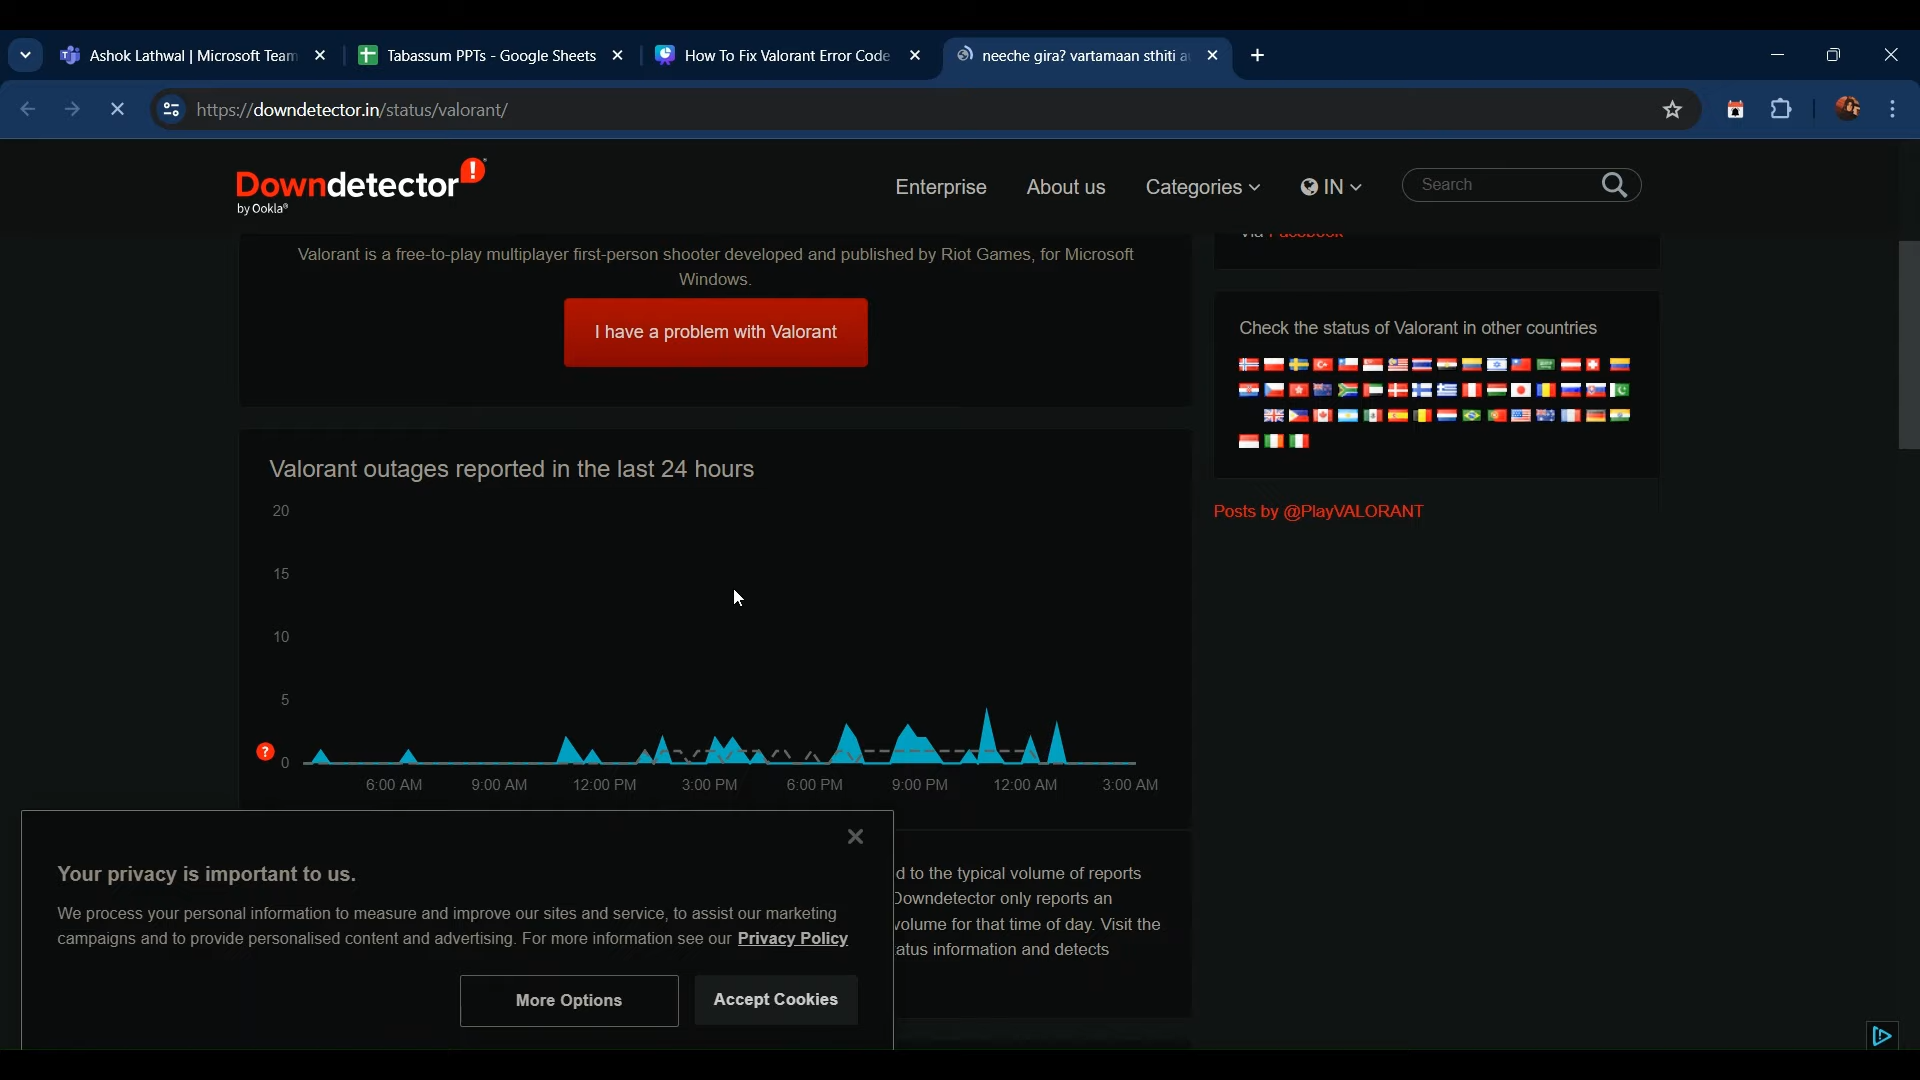 Ashok Lathwal | Microsoft Team
Tabassum PPTs - Google Sheets
How To Fix Valorant Error Code
neeche gira? vartamaan sthiti a
https://downdetector.in/status/valorant/
Downdetector
by Ookla®
Enterprise
About us
Categories
IN
Search
Valorant is a free-to-play multiplayer first-person shooter developed and published by Riot Games, for Microsoft
Windows.
I have a problem with Valorant
Check the status of Valorant in other countries
Posts by @PlayVALORANT
Valorant outages reported in the last 24 hours
20
15
10
5
?
0
6:00 AM 9:00 AM 12:00 PM 3:00 PM 6:00 PM 9:00 PM 12:00 AM 3:00 AM
d to the typical volume of reports
Downdetector only reports an
volume for that time of day. Visit the
atus information and detects
Your privacy is important to us.
We process your personal information to measure and improve our sites and service, to assist our marketing
campaigns and to provide personalised content and advertising. For more information see our Privacy Policy
More Options
Accept Cookies